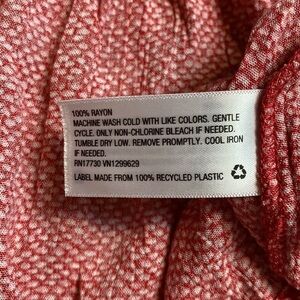 100% RAYON
MACHINE WASH COLD WITH LIKE COLORS. GENTLE
CYCLE. ONLY NON-CHLORINE BLEACH IF NEEDED.
TUMBLE DRY LOW. REMOVE PROMPTLY. COOL IRON
IF NEEDED.
RN17730 VN1299629
LABEL MADE FROM 100% RECYCLED PLASTIC